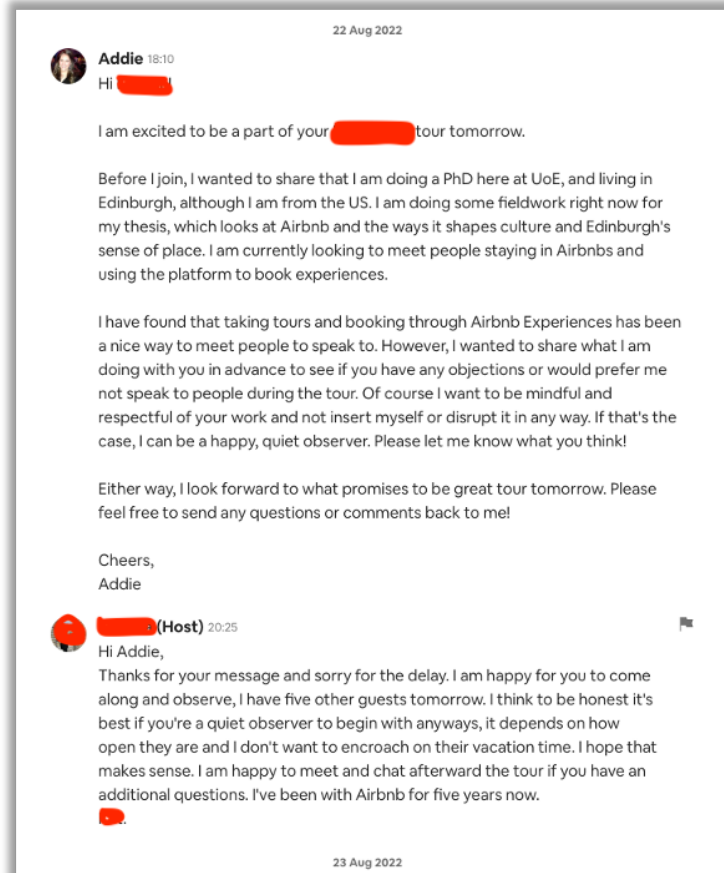 22 Aug 2022
Addie 18:10
Hi
I am excited to be a part of your tour tomorrow.
Before I join, I wanted to share that I am doing a PhD here at UoE, and living in
Edinburgh, although I am from the US. I am doing some fieldwork right now for
my thesis, which looks at Airbnb and the ways it shapes culture and Edinburgh's
sense of place. I am currently looking to meet people staying in Airbnbs and
using the platform to book experiences.
I have found that taking tours and booking through Airbnb Experiences has been
a nice way to meet people to speak to. However, I wanted to share what I am
doing with you in advance to see if you have any objections or would prefer me
not speak to people during the tour. Of course I want to be mindful and
respectful of your work and not insert myself or disrupt it in any way. If that's the
case, I can be a happy, quiet observer. Please let me know what you think!
Either way, I look forward to what promises to be great tour tomorrow. Please
feel free to send any questions or comments back to me!
Cheers,
Addie
(Host) 20:25
Hi Addie,
Thanks for your message and sorry for the delay. I am happy for you to come
along and observe, I have five other guests tomorrow. I think to be honest it's
best if you're a quiet observer to begin with anyways, it depends on how
open they are and I don't want to encroach on their vacation time. I hope that
makes sense. I am happy to meet and chat afterward the tour if you have an
additional questions. I've been with Airbnb for five years now.
23 Aug 2022